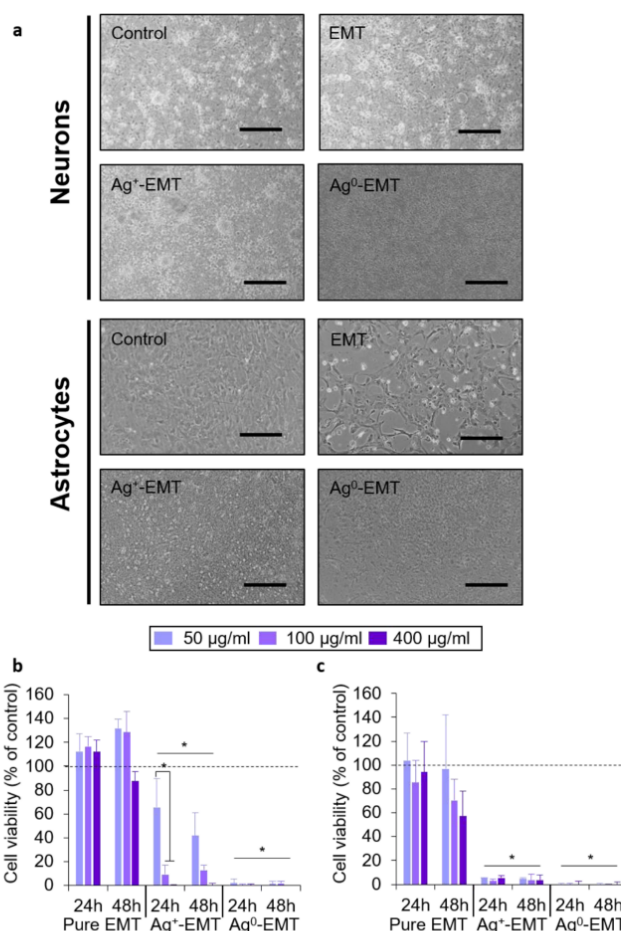 a
Neurons
Control
EMT
Ag⁺-EMT
Ag⁰-EMT
Astrocytes
Control
EMT
Ag⁺-EMT
Ag⁰-EMT
50 µg/ml 100 µg/ml 400 µg/ml
b
Cell viability (% of control)
160
140
120
100
80
60
40
20
0
*
*
*
24h 48h 24h 48h 24h 48h
Pure EMT Ag⁺-EMT Ag⁰-EMT
c
Cell viability (% of control)
160
140
120
100
80
60
40
20
0
*
*
24h 48h 24h 48h 24h 48h
Pure EMT Ag⁺-EMT Ag⁰-EMT